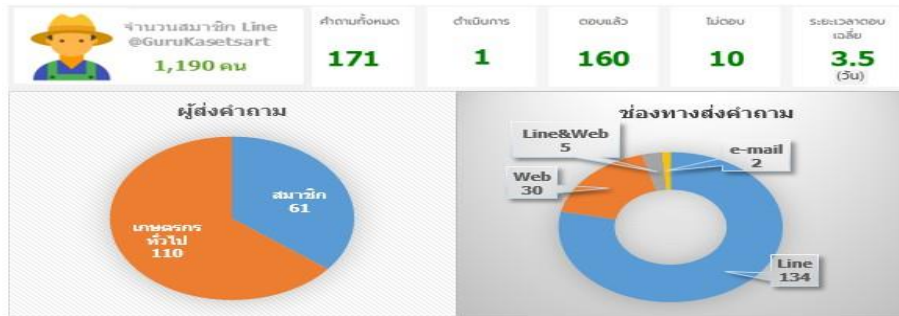 จำนวนสมาชิก Line
@GuruKasetsart
1,190 คน
คำถามทั้งหมด
171
ดำเนินการ
1
ตอบแล้ว
160
ไม่ตอบ
10
ระยะเวลาตอบ
เฉลี่ย
3.5
(วัน)
ผู้ส่งคำถาม
สมาชิก
61
เกษตรกร
ทั่วไป
110
ช่องทางส่งคำถาม
Line&Web
5
e-mail
2
Web
30
Line
134